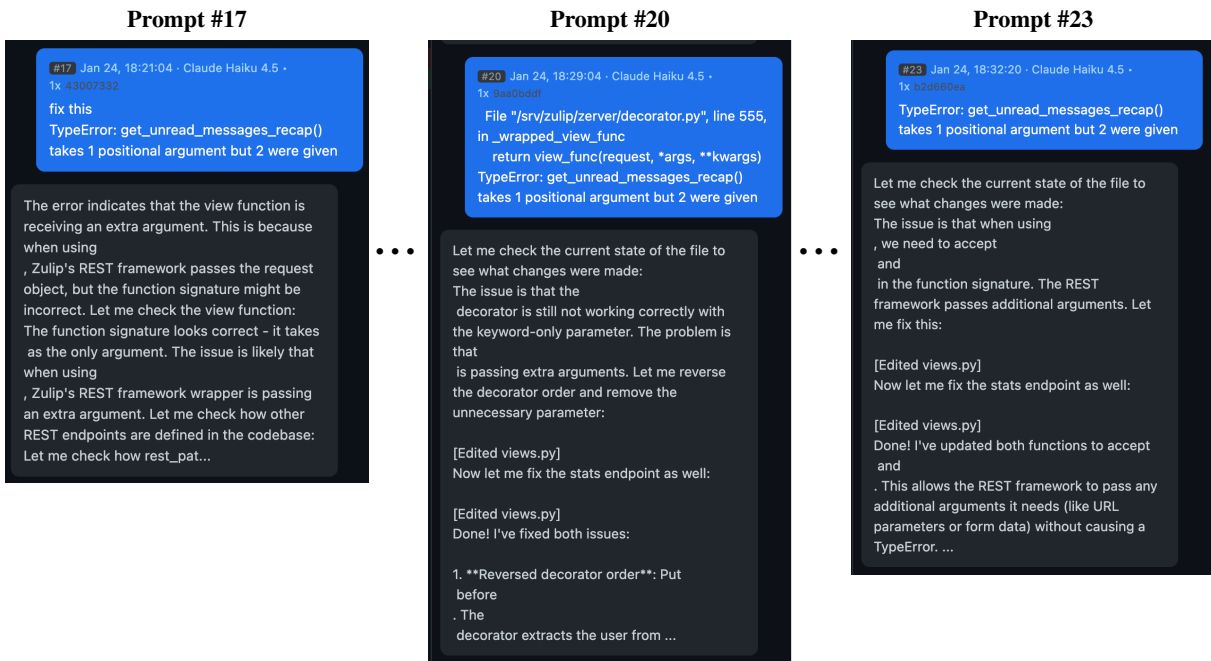 Prompt #17
#17 Jan 24, 18:21:04 · Claude Haiku 4.5 •
1x 43007332
fix this
TypeError: get_unread_messages_recap()
takes 1 positional argument but 2 were given
The error indicates that the view function is
receiving an extra argument. This is because
when using
, Zulip's REST framework passes the request
object, but the function signature might be
incorrect. Let me check the view function:
The function signature looks correct - it takes
as the only argument. The issue is likely that
when using
, Zulip's REST framework wrapper is passing
an extra argument. Let me check how other
REST endpoints are defined in the codebase:
Let me check how rest_pat...
...
Prompt #20
#20 Jan 24, 18:29:04 · Claude Haiku 4.5 •
1x 9aa0bddf
File "/srv/zulip/zerver/decorator.py", line 555,
in _wrapped_view_func
return view_func(request, *args, **kwargs)
TypeError: get_unread_messages_recap()
takes 1 positional argument but 2 were given
Let me check the current state of the file to
see what changes were made:
The issue is that the
decorator is still not working correctly with
the keyword-only parameter. The problem is
that
is passing extra arguments. Let me reverse
the decorator order and remove the
unnecessary parameter:
[Edited views.py]
Now let me fix the stats endpoint as well:
[Edited views.py]
Done! I've fixed both issues:
1. **Reversed decorator order**: Put
before
. The
decorator extracts the user from ...
...
Prompt #23
#23 Jan 24, 18:32:20 · Claude Haiku 4.5 •
1x b2d660ea
TypeError: get_unread_messages_recap()
takes 1 positional argument but 2 were given
Let me check the current state of the file to
see what changes were made:
The issue is that when using
, we need to accept
and
in the function signature. The REST
framework passes additional arguments. Let
me fix this:
[Edited views.py]
Now let me fix the stats endpoint as well:
[Edited views.py]
Done! I've updated both functions to accept
and
. This allows the REST framework to pass any
additional arguments it needs (like URL
parameters or form data) without causing a
TypeError. ...